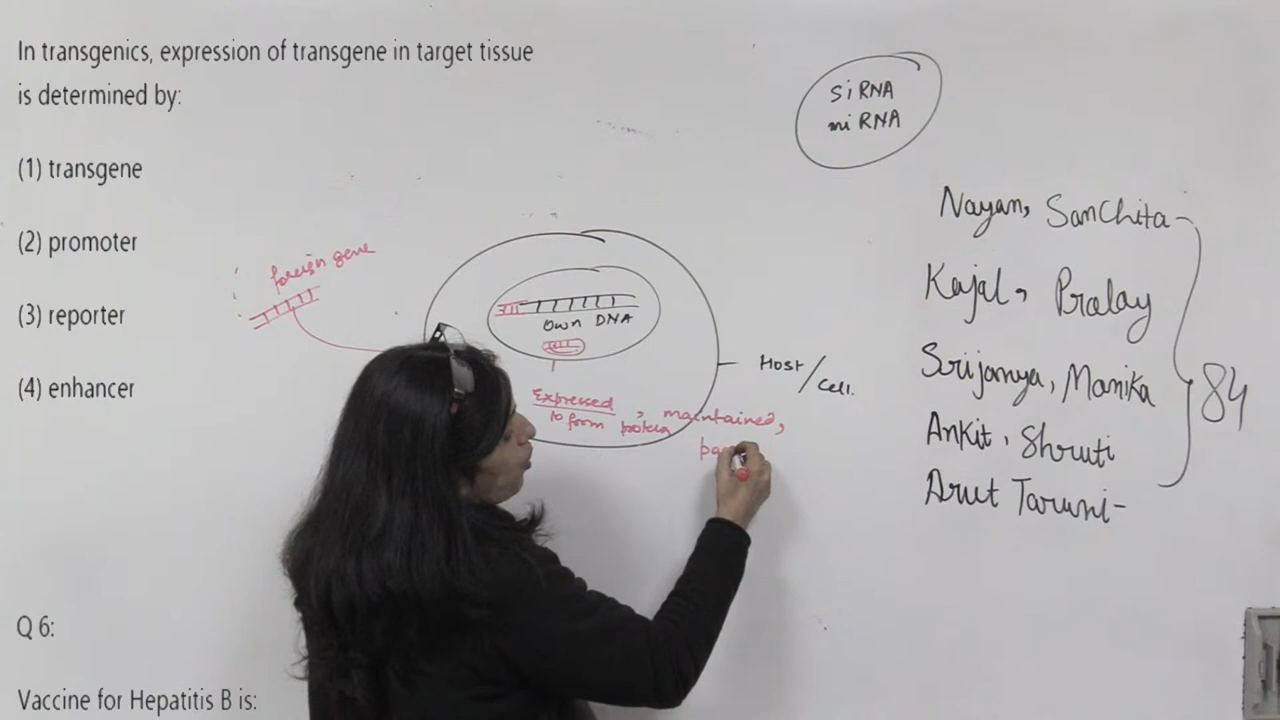 In transgenics, expression of transgene in target tissue
is determined by:
(1) transgene
(2) promoter
(3) reporter
(4) enhancer
Q 6:
Vaccine for Hepatitis B is:
foreign gene
own DNA
Expressed, maintained,
to form protein
Host/
Cell.
SiRNA
miRNA
Nayan, Sanchita
Kajal, Pralay
Srijanya, Manika
Ankit, Shruti
Taruni
84